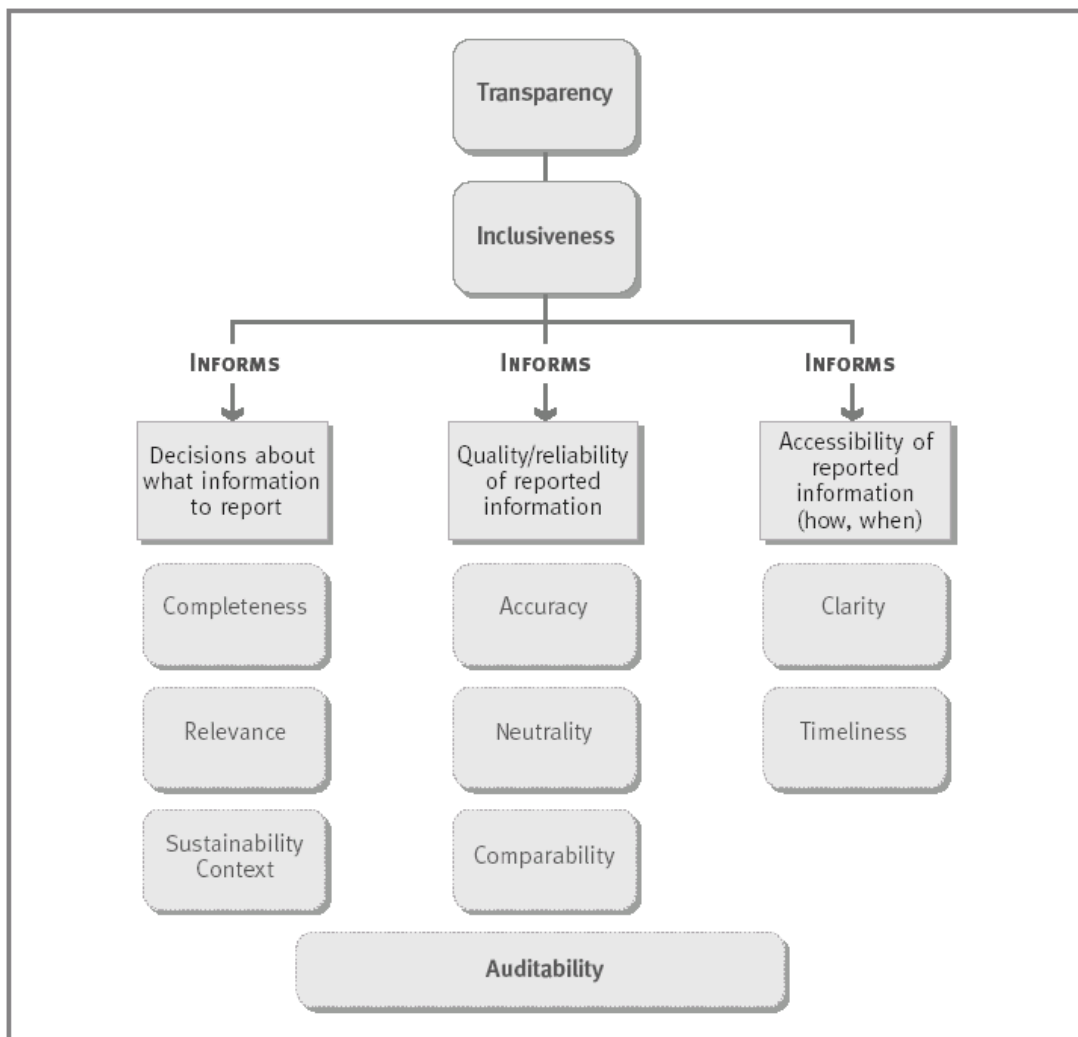 Transparency
Inclusiveness
INFORMS
INFORMS
INFORMS
Decisions about
what information
to report
Quality/reliability
of reported
information
Accessibility of
reported
information
(how, when)
Completeness
Accuracy
Clarity
Relevance
Neutrality
Timeliness
Sustainability
Context
Comparability
Auditability